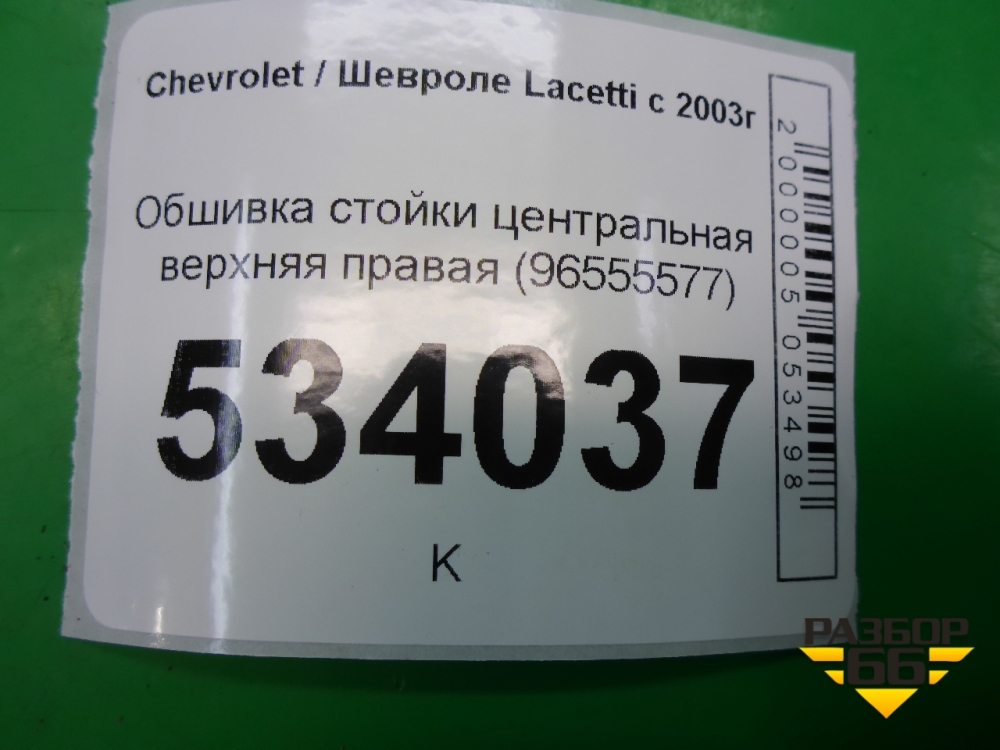 Chevrolet / Шевроле Lacetti с 2003г
Обшивка стойки центральная
верхняя правая (96555577)
534037
К
2000005053498
РАЗБОР
66